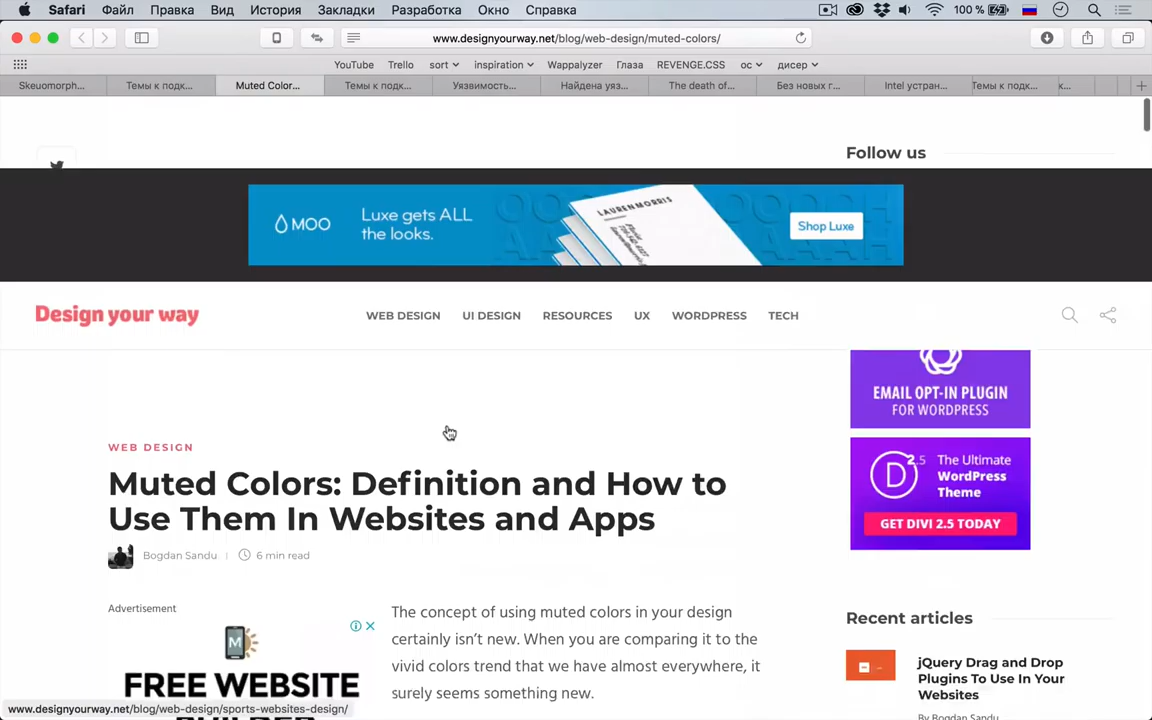 Safari Файл Правка Вид История Закладки Разработка Окно Справка 100 %
www.designyourway.net/blog/web-design/muted-colors/
YouTube Trello sort inspiration Wappalyzer Глаза REVENGE.CSS ос дисер
Skeuomorph... Темы к подк... Muted Color... Темы к подк... Уязвимость... Найдена уяз... The death of... Без новых г... Intel устран... Темы к подк... к...
Follow us
MOO
Luxe gets ALL
the looks.
LAUREN MORRIS
Shop Luxe
Design your way
WEB DESIGN UI DESIGN RESOURCES UX WORDPRESS TECH
EMAIL OPT-IN PLUGIN
FOR WORDPRESS
WEB DESIGN
Muted Colors: Definition and How to
Use Them In Websites and Apps
Bogdan Sandu 6 min read
D 2.5 The Ultimate
WordPress
Theme
GET DIVI 2.5 TODAY
Advertisement
M
FREE WEBSITE
BUILDER
The concept of using muted colors in your design
certainly isn’t new. When you are comparing it to the
vivid colors trend that we have almost everywhere, it
surely seems something new.
Recent articles
jQuery Drag and Drop
Plugins To Use In Your
Websites
By Bogdan Sandu
www.designyourway.net/blog/web-design/sports-websites-design/